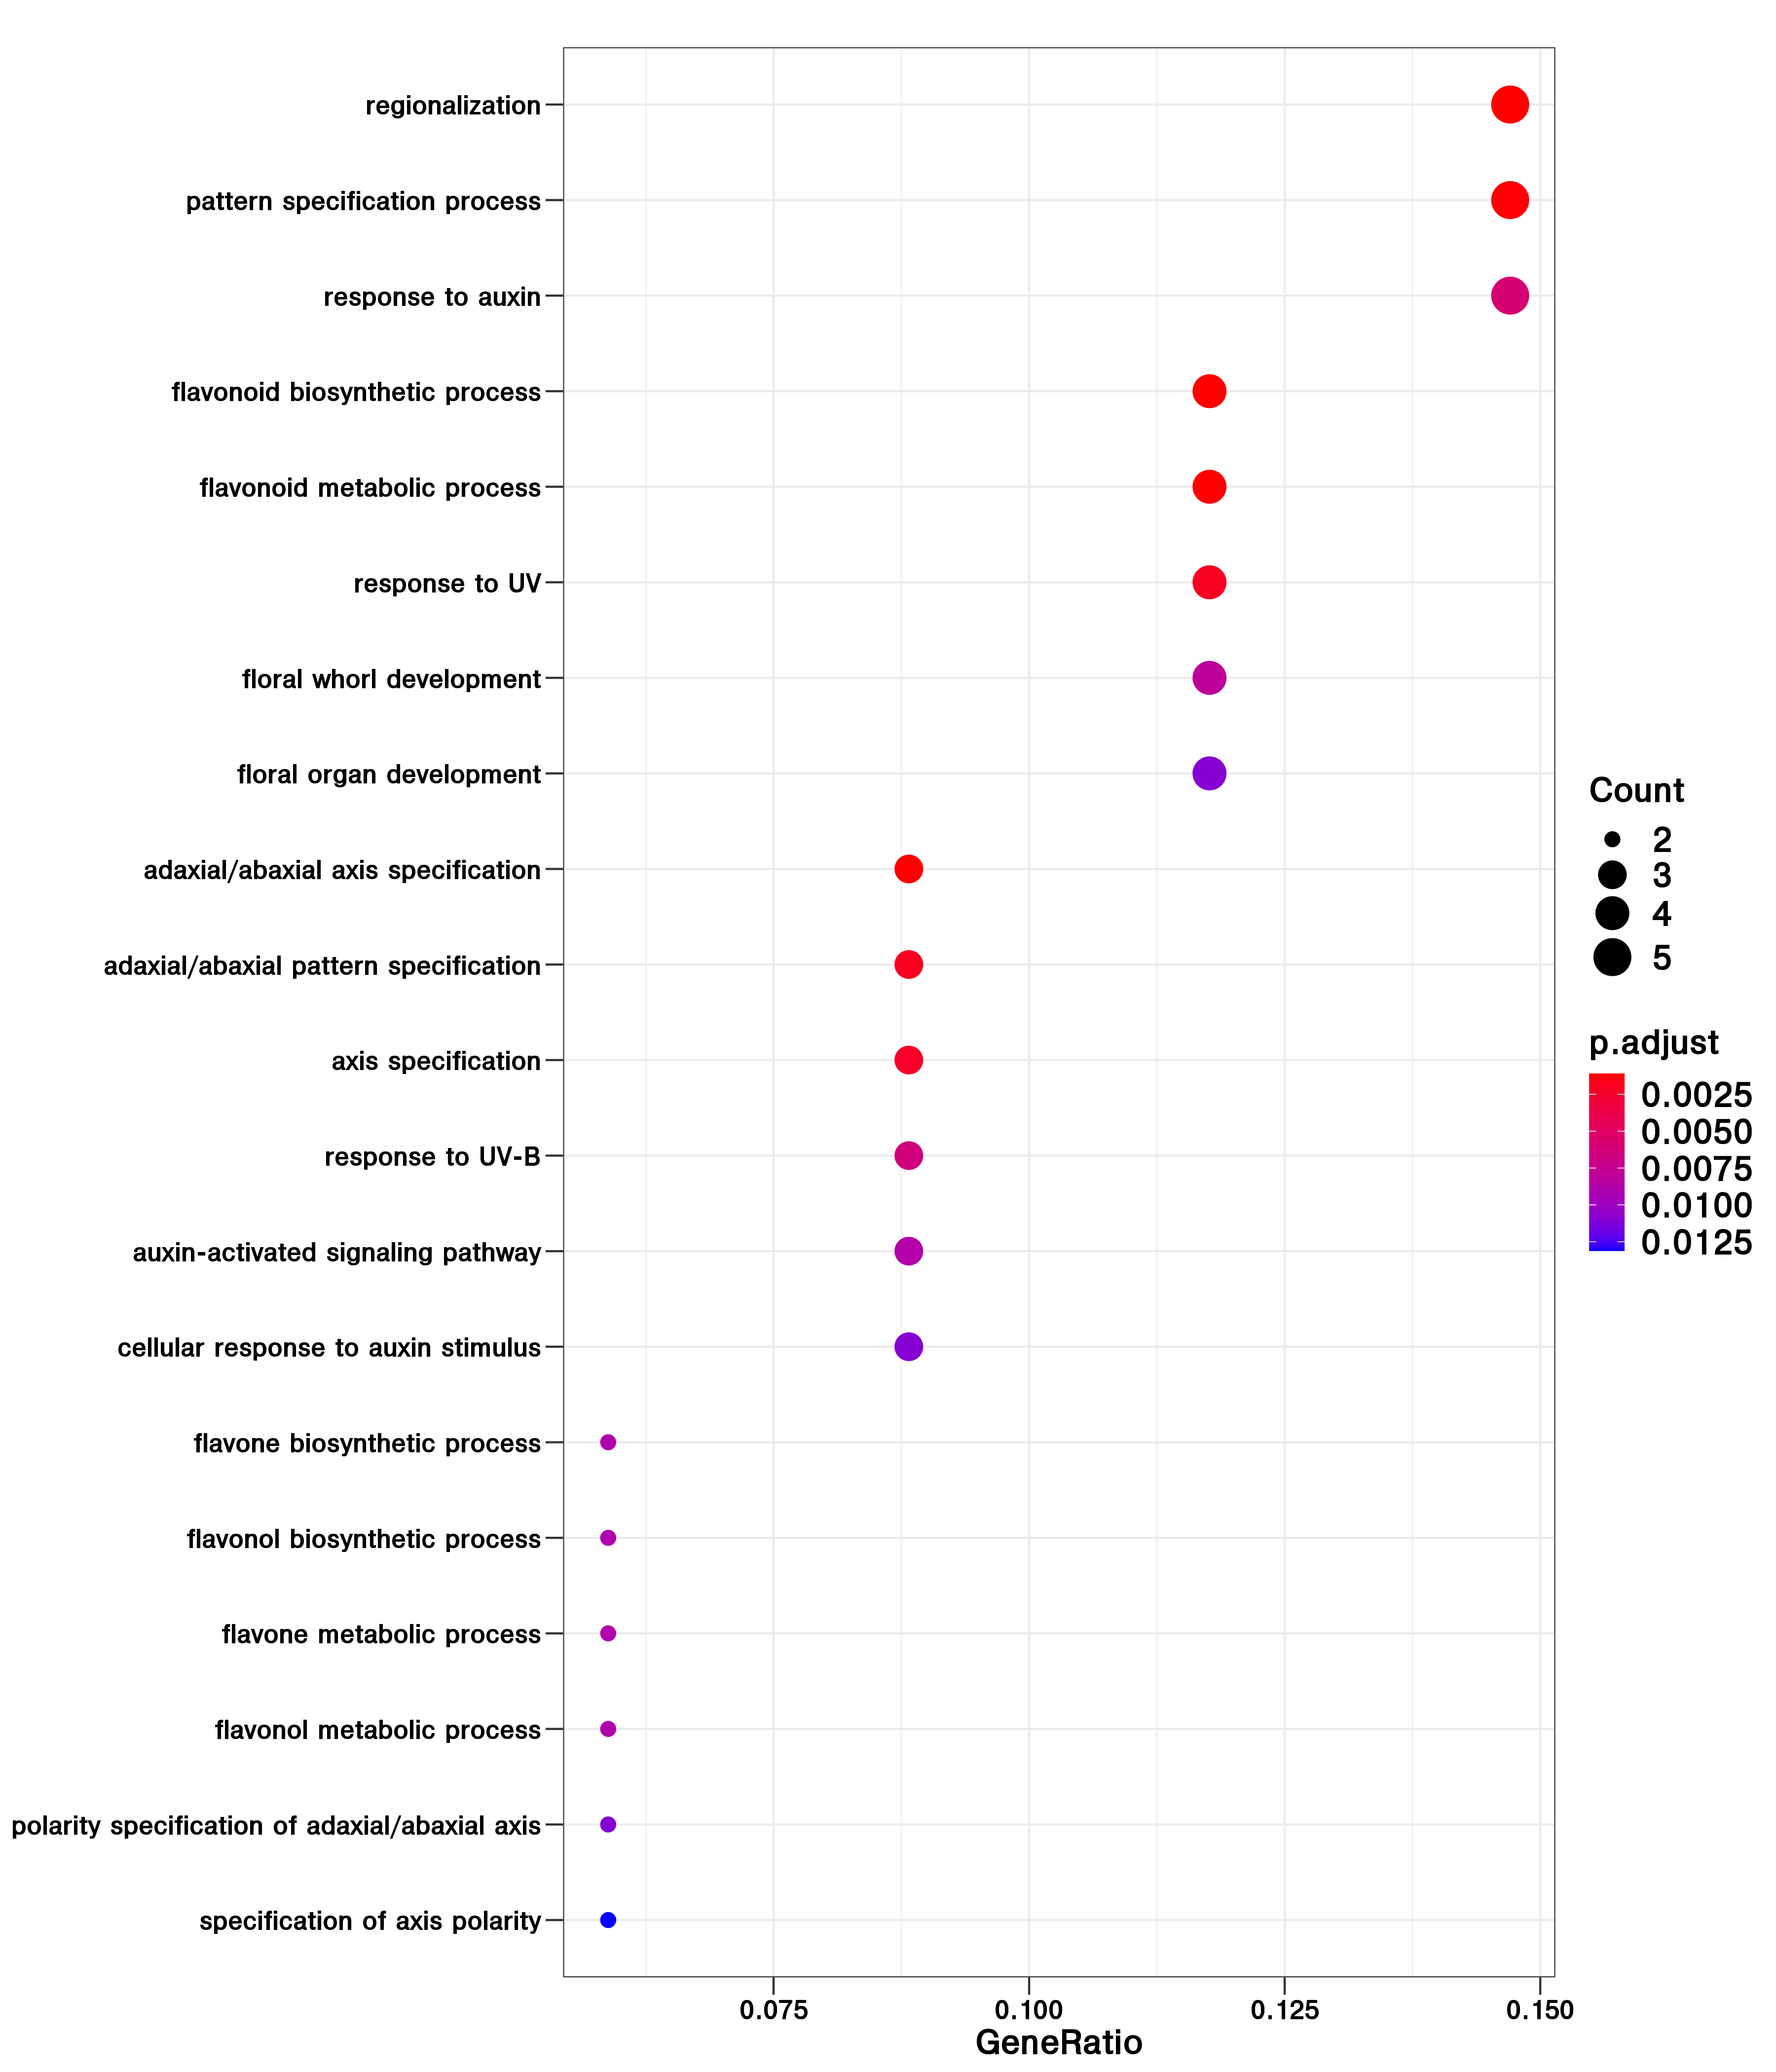 regionalization
pattern specification process
response to auxin
flavonoid biosynthetic process
flavonoid metabolic process
response to UV
floral whorl development
floral organ development
adaxial/abaxial axis specification
adaxial/abaxial pattern specification
axis specification
response to UV-B
auxin-activated signaling pathway
cellular response to auxin stimulus
flavone biosynthetic process
flavonol biosynthetic process
flavone metabolic process
flavonol metabolic process
polarity specification of adaxial/abaxial axis
specification of axis polarity
0.075 0.100 0.125 0.150
GeneRatio
Count
2
3
4
5
p.adjust
0.0025
0.0050
0.0075
0.0100
0.0125